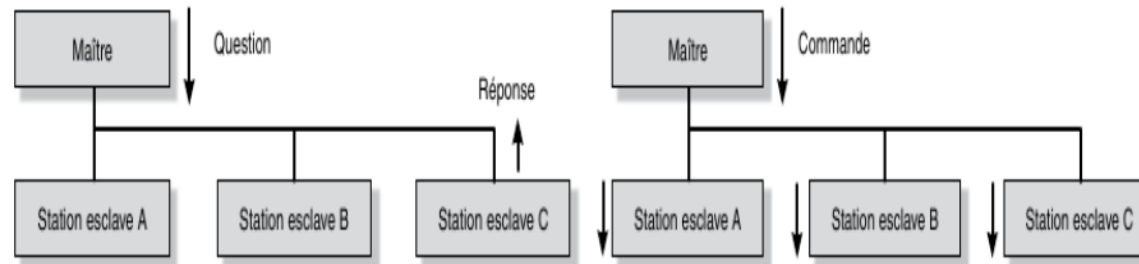 Maître
Question
Réponse
Station esclave A
Station esclave B
Station esclave C
Maître
Commande
Station esclave A
Station esclave B
Station esclave C